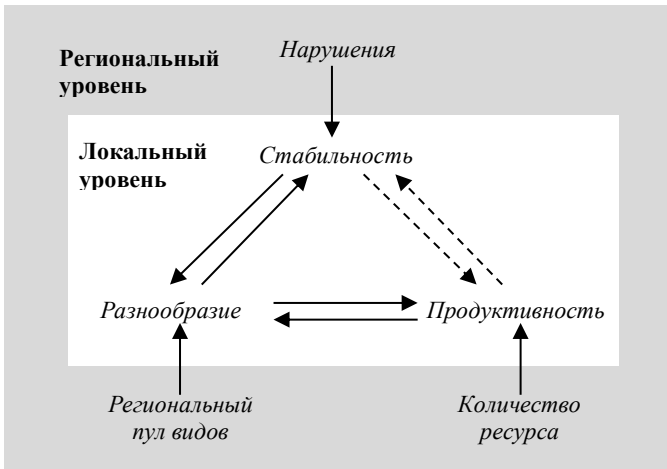 Региональный
уровень
Нарушения
Локальный
уровень
Стабильность
Разнообразие
Продуктивность
Региональный
пул видов
Количество
ресурса